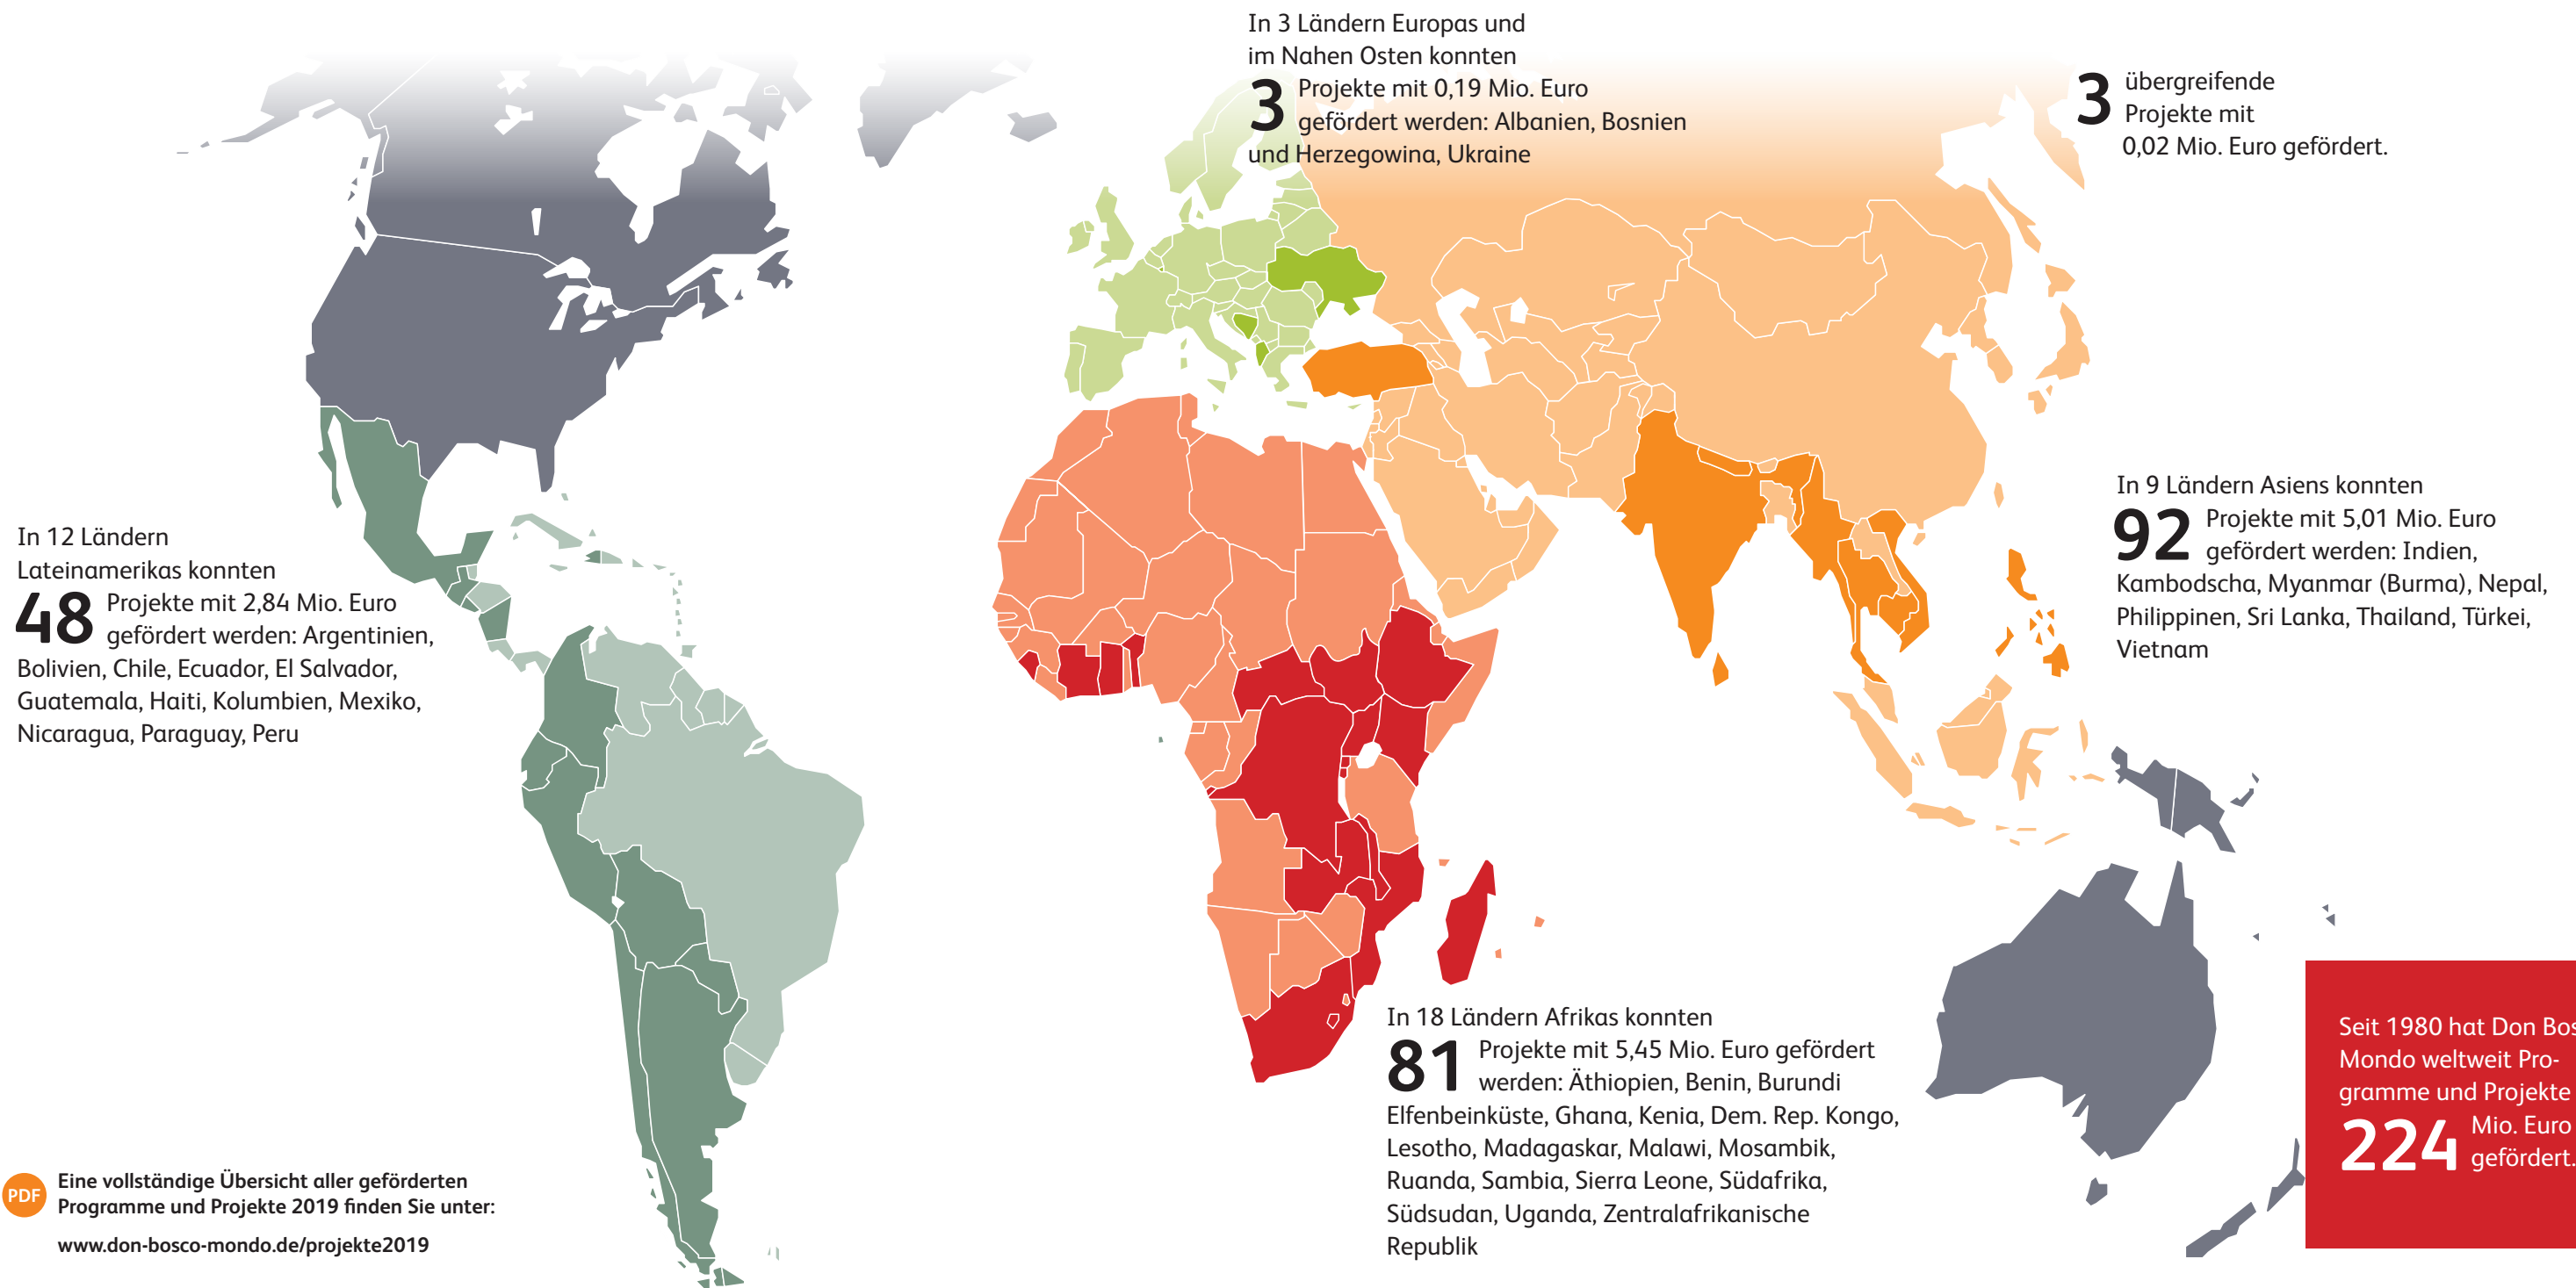 In 3 Ländern Europas und
im Nahen Osten konnten
3 Projekte mit 0,19 Mio. Euro
gefördert werden: Albanien, Bosnien
und Herzegowina, Ukraine
3 übergreifende
Projekte mit
0,02 Mio. Euro gefördert.
In 12 Ländern
Lateinamerikas konnten
48 Projekte mit 2,84 Mio. Euro
gefördert werden: Argentinien,
Bolivien, Chile, Ecuador, El Salvador,
Guatemala, Haiti, Kolumbien, Mexiko,
Nicaragua, Paraguay, Peru
In 9 Ländern Asiens konnten
92 Projekte mit 5,01 Mio. Euro
gefördert werden: Indien,
Kambodscha, Myanmar (Burma), Nepal,
Philippinen, Sri Lanka, Thailand, Türkei,
Vietnam
In 18 Ländern Afrikas konnten
81 Projekte mit 5,45 Mio. Euro gefördert
werden: Äthiopien, Benin, Burundi
Elfenbeinküste, Ghana, Kenia, Dem. Rep. Kongo,
Lesotho, Madagaskar, Malawi, Mosambik,
Ruanda, Sambia, Sierra Leone, Südafrika,
Südsudan, Uganda, Zentralafrikanische
Republik
Seit 1980 hat Don Bos
Mondo weltweit Pro-
gramme und Projekte
224 Mio. Euro
gefördert.
PDF Eine vollständige Übersicht aller geförderten
Programme und Projekte 2019 finden Sie unter:
www.don-bosco-mondo.de/projekte2019